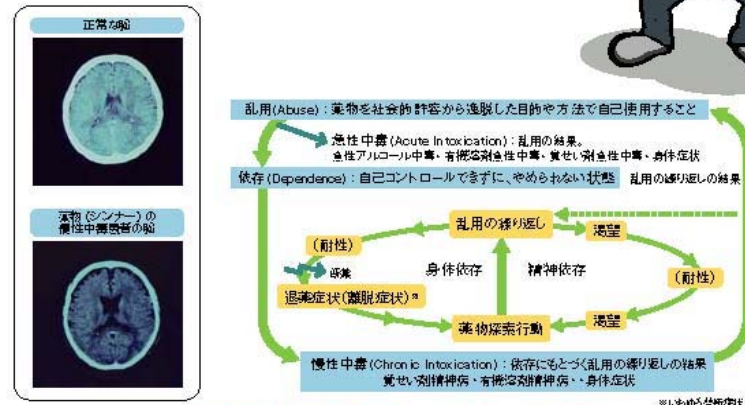 正常な脳
薬物 (シンナー) の
慢性中毒患者の脳
乱用(Abuse)：薬物を社会的許容から逸脱した目的や方法で自己使用すること
急性中毒(Acute Intoxication)：乱用の結果。
急性アルコール中毒・有機溶剤急性中毒・覚せい剤急性中毒・身体症状
依存(Dependence)：自己コントロールできずに、やめられない状態
乱用の繰り返しの結果
乱用の繰り返し
渇望
(耐性)
断薬
身体依存
精神依存
(耐性)
退薬症状(離脱症状)※
薬物探索行動
渇望
慢性中毒(Chronic Intoxication)：依存にもとづく乱用の繰り返しの結果
覚せい剤精神病・有機溶剤精神病・・身体症状
※いわゆる禁断症状